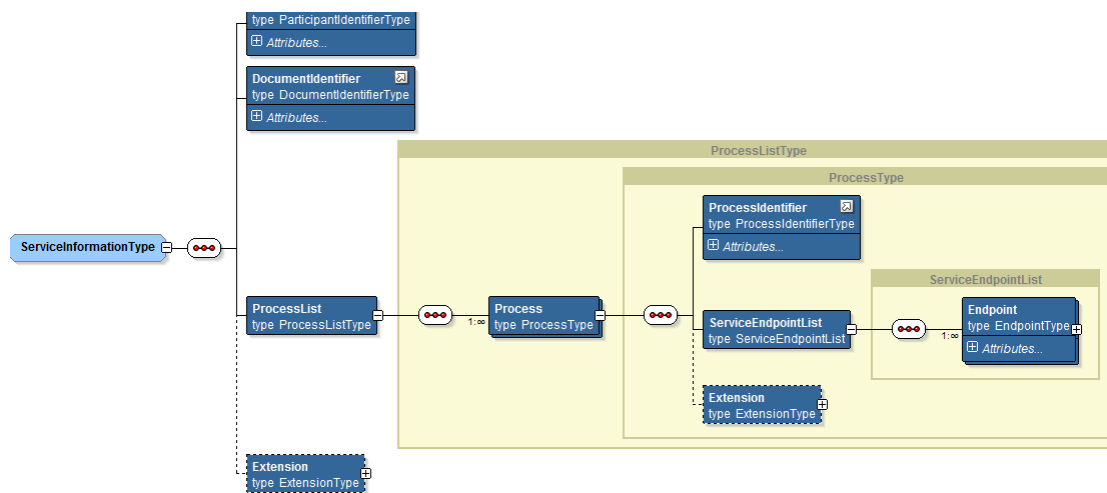 type ParticipantIdentifierType
Attributes...
DocumentIdentifier
type DocumentIdentifierType
Attributes...
ProcessListType
ProcessType
ProcessIdentifier
type ProcessIdentifierType
Attributes...
ServiceInformationType
ServiceEndpointList
ProcessList
type ProcessListType
1:∞
Process
type ProcessType
ServiceEndpointList
type ServiceEndpointList
1:∞
Endpoint
type EndpointType
Attributes...
Extension
type ExtensionType
Extension
type ExtensionType